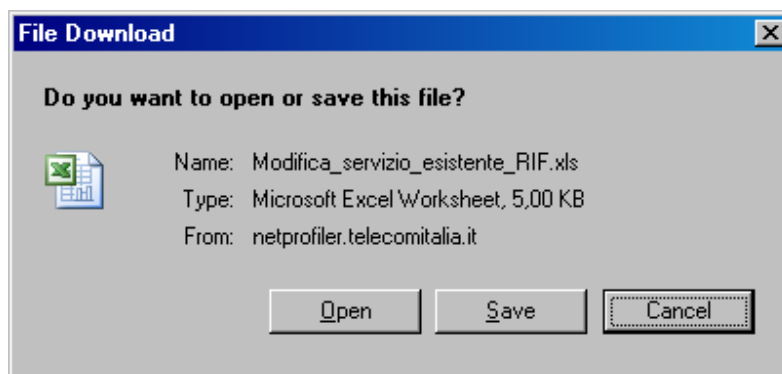 File Download
Do you want to open or save this file?
Name: Modifica_servizio_esistente_RIF.xls
Type: Microsoft Excel Worksheet, 5,00 KB
From: netprofiler.telecomitalia.it
Open Save Cancel